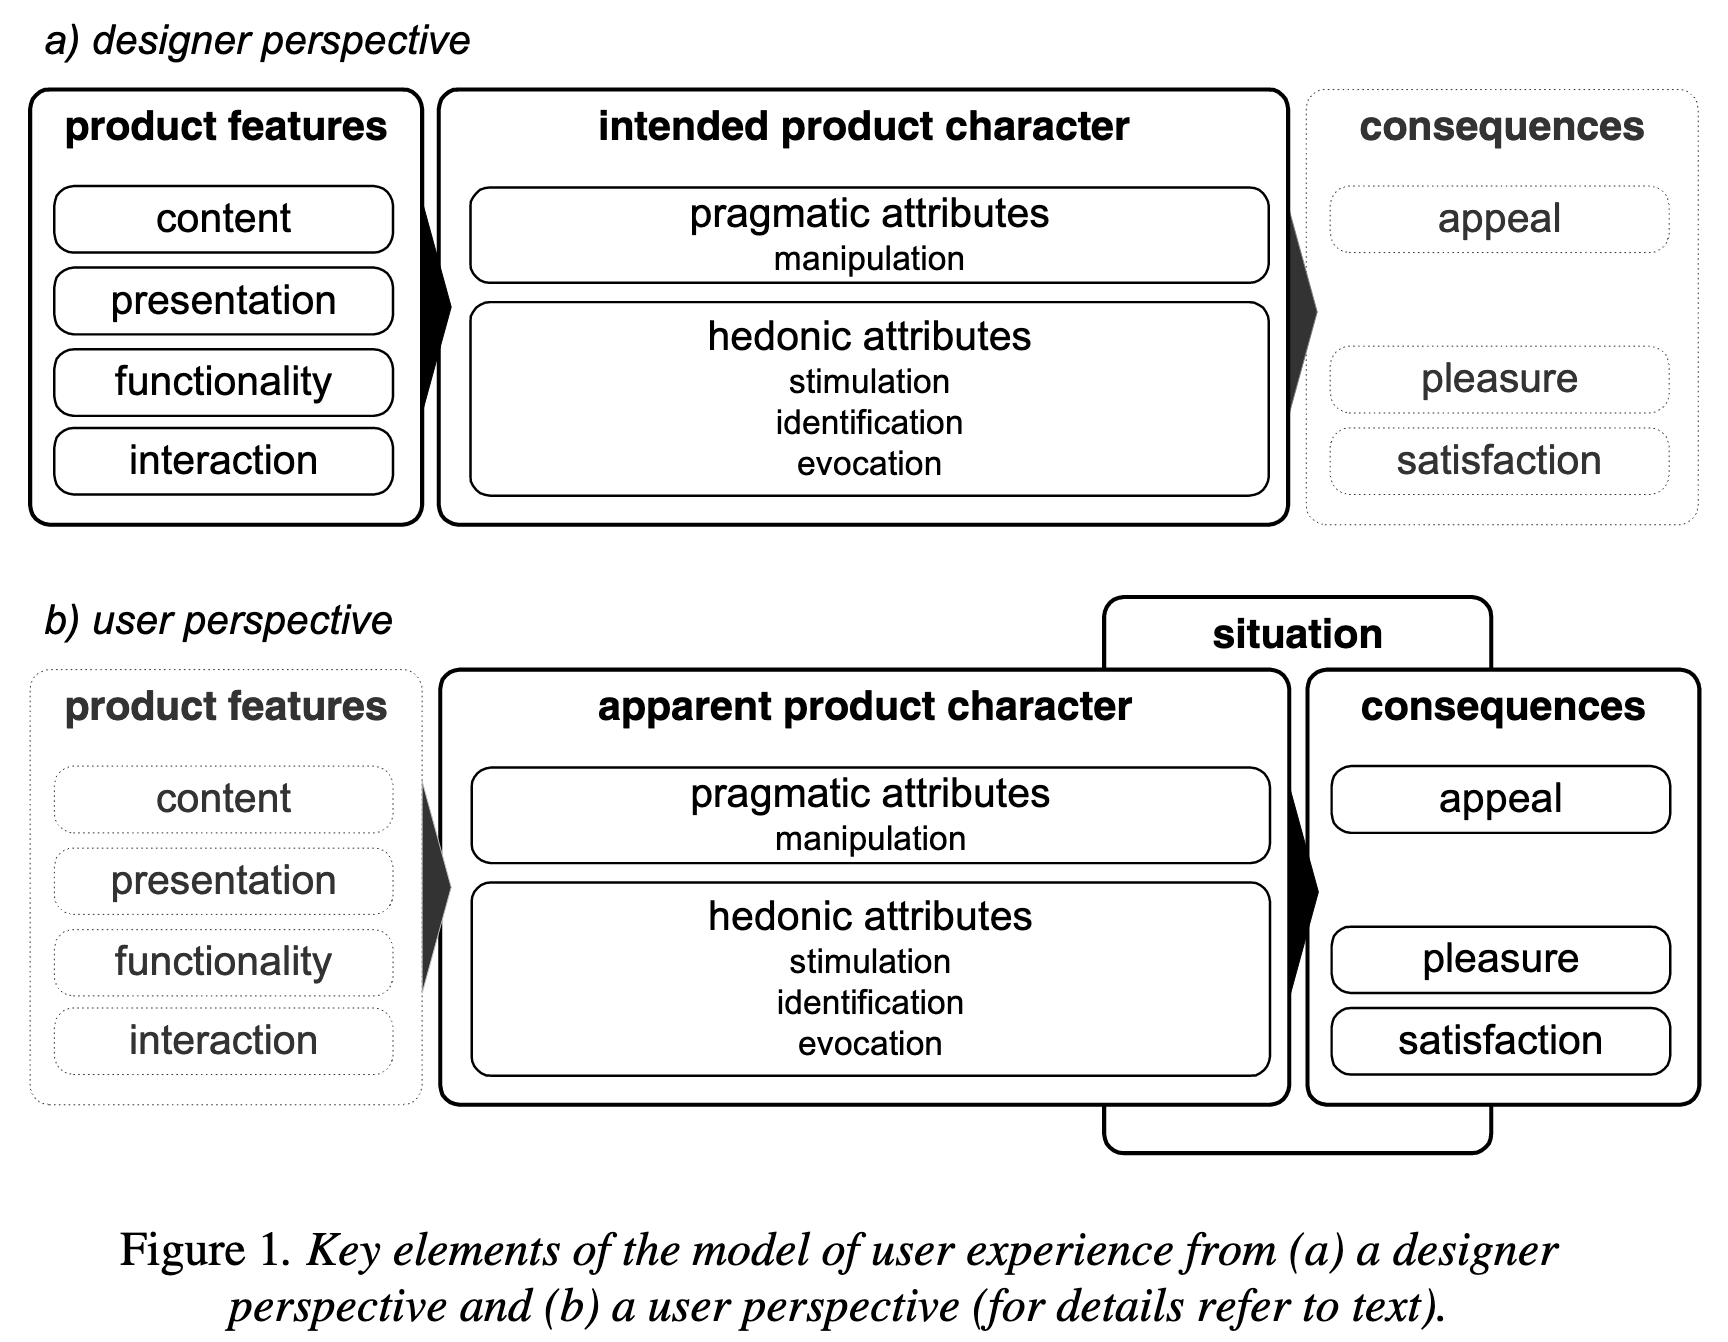 a) designer perspective
product features
content
presentation
functionality
interaction
intended product character
pragmatic attributes
manipulation
hedonic attributes
stimulation
identification
evocation
consequences
appeal
pleasure
satisfaction
b) user perspective
situation
product features
content
presentation
functionality
interaction
apparent product character
pragmatic attributes
manipulation
hedonic attributes
stimulation
identification
evocation
consequences
appeal
pleasure
satisfaction
Figure 1. Key elements of the model of user experience from (a) a designer
perspective and (b) a user perspective (for details refer to text).